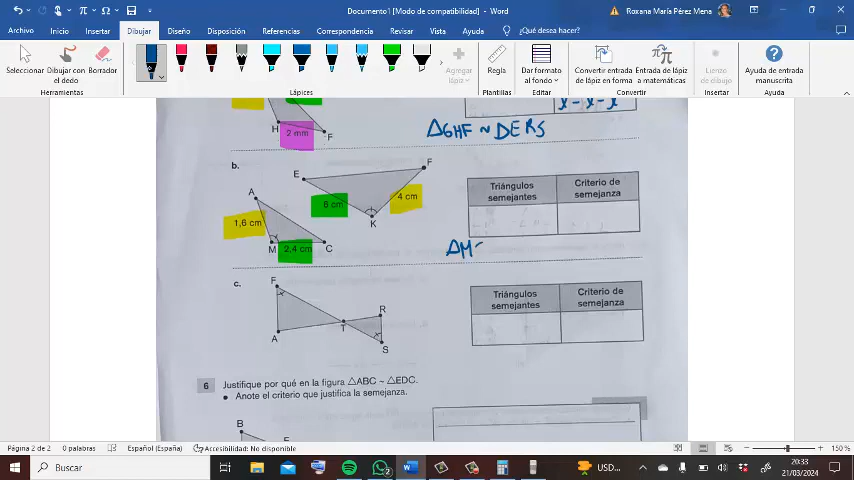 Documento1 [Modo de compatibilidad] - Word
Roxana María Pérez Mena
Archivo Inicio Insertar Dibujar Diseño Disposición Referencias Correspondencia Revisar Vista Ayuda ¿Qué desea hacer?
Seleccionar
Dibujar con el dedo
Borrador
Agregar lápiz
Regla
Dar formato al fondo
Convertir entrada de lápiz en forma
Entrada de lápiz a matemáticas
Lienzo de dibujo
Ayuda de entrada manuscrita
Herramientas
Lápices
Plantillas
Editar
Convertir
Insertar
Ayuda
H
2 mm
F
l - l - l
△GHF ~ DERS
b.
E
F
A
6 cm
4 cm
1,6 cm
K
M
2,4 cm
C
Triángulos semejantes
Criterio de semejanza
△M
c.
F
R
T
A
S
Triángulos semejantes
Criterio de semejanza
6 Justifique por qué en la figura △ABC ~ △EDC.
• Anote el criterio que justifica la semejanza.
B
E
Página 2 de 2 0 palabras Español (España) Accesibilidad: No disponible
150 %
Buscar
USD...
20:33
21/03/2024